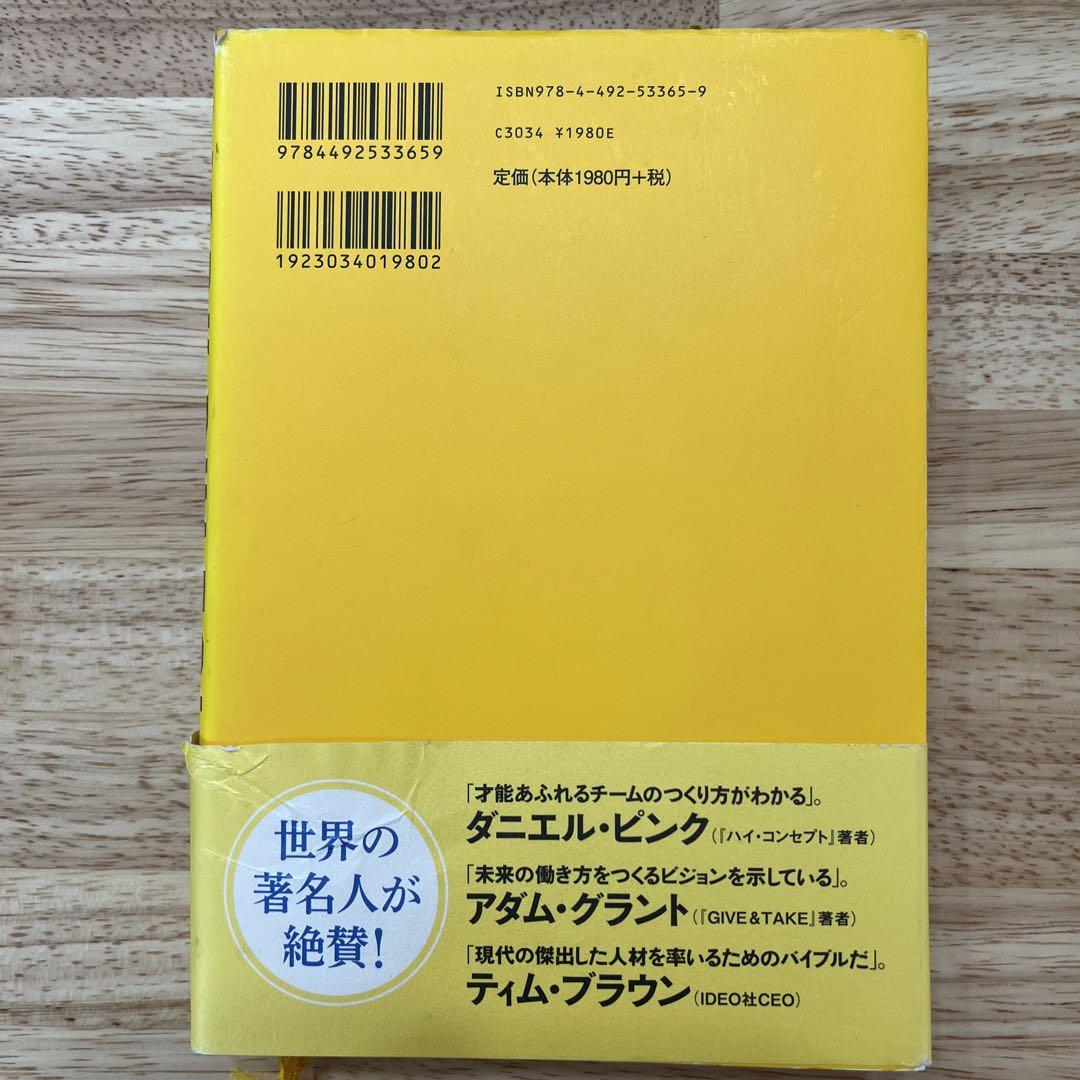 9784492533659
1923034019802
ISBN978-4-492-53365-9
C3034 ¥1980E
定価(本体1980円+税)
世界の
著名人が
絶賛!
「才能あふれるチームのつくり方がわかる」。
ダニエル・ピンク(『ハイ・コンセプト』著者)
「未来の働き方をつくるビジョンを示している」。
アダム・グラント(『GIVE&TAKE』著者)
「現代の傑出した人材を率いるためのバイブルだ」。
ティム・ブラウン(IDEO社CEO)